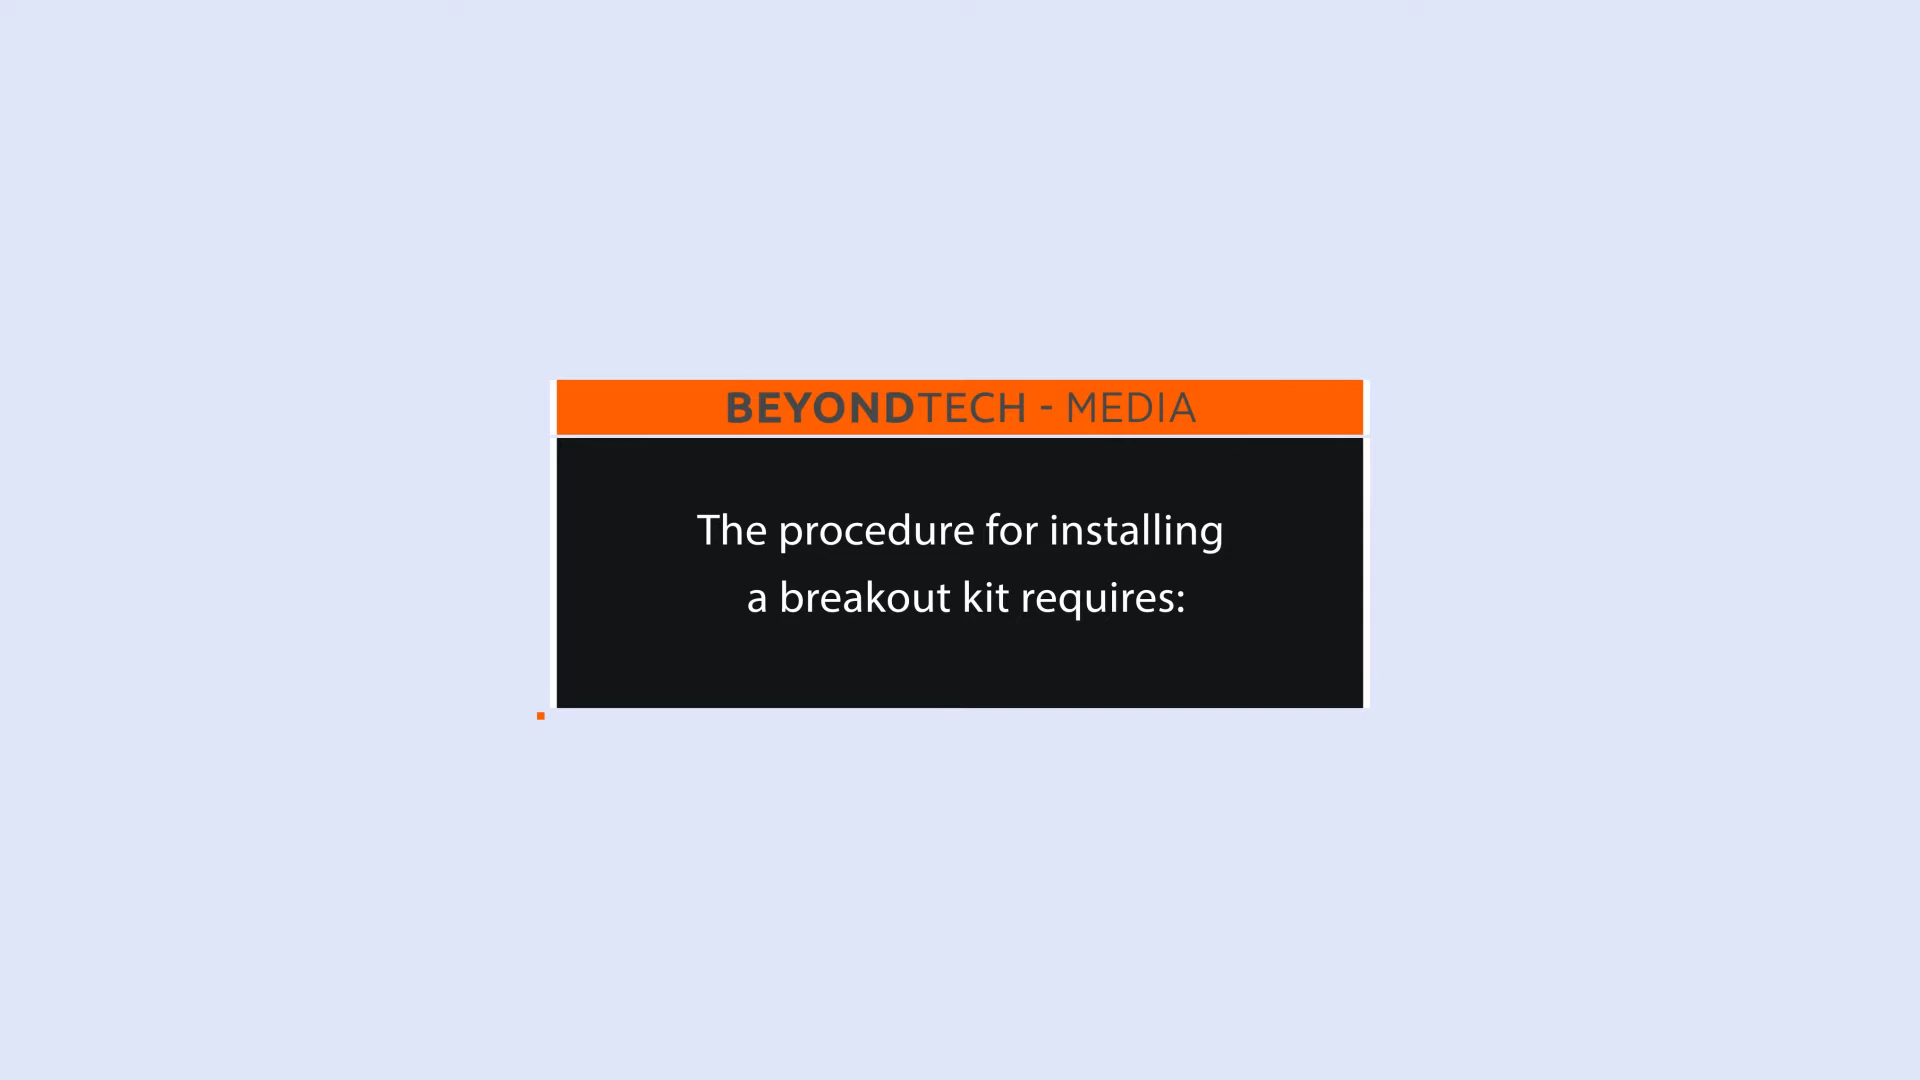 BEYONDTECH - MEDIA
The procedure for installing
a breakout kit requires: